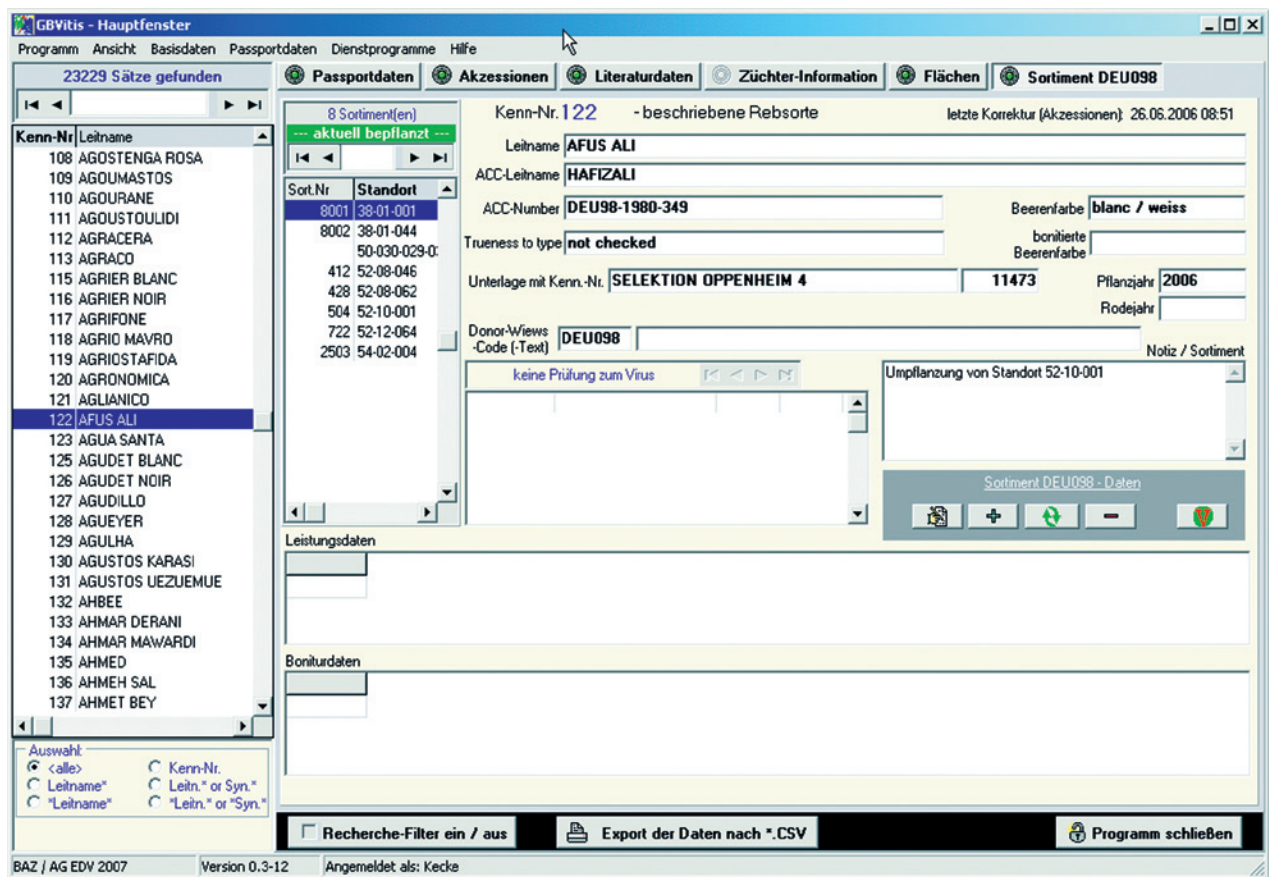 GBVitis - Hauptfenster
Programm Ansicht Basisdaten Passportdaten Dienstprogramme Hilfe
23229 Sätze gefunden
Kenn-Nr Leitname
108 AGOSTENGA ROSA
109 AGOUMASTOS
110 AGOURANE
111 AGOUSTOULIDI
112 AGRACERA
113 AGRACO
115 AGRIER BLANC
116 AGRIER NOIR
117 AGRIFONE
118 AGRIO MAVRO
119 AGRIOSTAFIDA
120 AGRONOMICA
121 AGLIANICO
122 AFUS ALI
123 AGUA SANTA
125 AGUDET BLANC
126 AGUDET NOIR
127 AGUDILLO
128 AGUEYER
129 AGULHA
130 AGUSTOS KARASI
131 AGUSTOS UEZUEMUE
132 AHBEE
133 AHMAR DERANI
134 AHMAR MAWARDI
135 AHMED
136 AHMEH SAL
137 AHMET BEY
Auswahl:
<alle> Kenn-Nr.
Leitname* Leitn.* or Syn.*
*Leitname* *Leitn.* or *Syn.*
Passportdaten Akzessionen Literaturdaten Züchter-Information Flächen Sortiment DEU098
8 Sortiment(en)
--- aktuell bepflanzt ---
Sort.Nr Standort
8001 38-01-001
8002 38-01-044
50-030-029-0
412 52-08-046
428 52-08-062
504 52-10-001
722 52-12-064
2503 54-02-004
Kenn-Nr. 122 - beschriebene Rebsorte letzte Korrektur (Akzessionen): 26.06.2006 08:51
Leitname AFUS ALI
ACC-Leitname HAFIZALI
ACC-Number DEU98-1980-349 Beerenfarbe blanc / weiss
Trueness to type not checked bonitierte
Beerenfarbe
Unterlage mit Kenn.-Nr. SELEKTION OPPENHEIM 4 11473 Pflanzjahr 2006
Rodejahr
Donor-Wiews
-Code (-Text) DEU098
Notiz / Sortiment
keine Prüfung zum Virus
Umpflanzung von Standort 52-10-001
Sortiment DEU098 - Daten
Leistungsdaten
Boniturdaten
Recherche-Filter ein / aus Export der Daten nach *.CSV Programm schließen
BAZ / AG EDV 2007 Version 0.3-12 Angemeldet als: Kecke